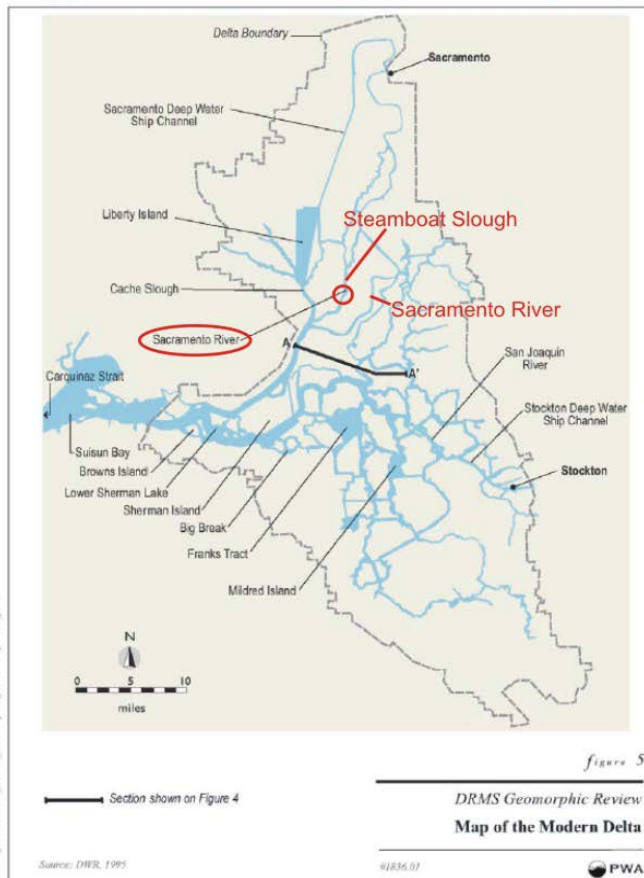 Delta Boundary
Sacramento
Sacramento Deep Water
Ship Channel
Liberty Island
Steamboat Slough
Cache Slough
Sacramento River
Sacramento River
A
A'
San Joaquin
River
Carquinez Strait
Stockton Deep Water
Ship Channel
Suisun Bay
Browns Island
Stockton
Lower Sherman Lake
Sherman Island
Big Break
Franks Tract
Mildred Island
N
0 5 10
miles
figure 5
Section shown on Figure 4
DRMS Geomorphic Review
Map of the Modern Delta
Source: DWR, 1995
#1836.01
PWA